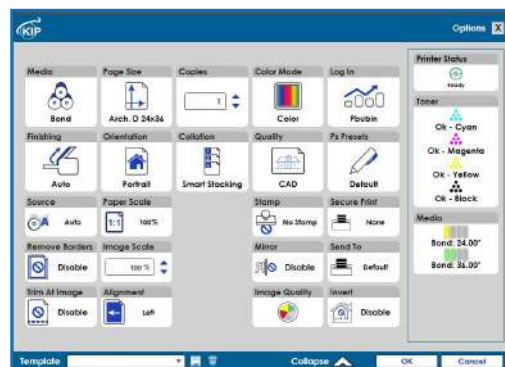 KIP
Options X
Media
Page Size
Copies
Color Mode
Log In
Printer Status
Ready
1
Bond
Arch. D 24x36
Color
Pbubin
Toner
Ok - Cyan
Ok - Magenta
Ok - Yellow
Ok - Black
Finishing
Orientation
Collation
Quality
Ps Presets
Auto
Portrait
Smart Stacking
CAD
Default
Source
Paper Scale
Stamp
Secure Print
A Auto
1:1 100%
No Stamp
None
Media
Bond: 24.00"
Bond: 36.00"
Remove Borders
Image Scale
Mirror
Send To
Disable
100 %
Disable
Default
Trim At Image
Alignment
Image Quality
Invert
Disable
Left
Disable
Template
Collapse
OK
Cancel